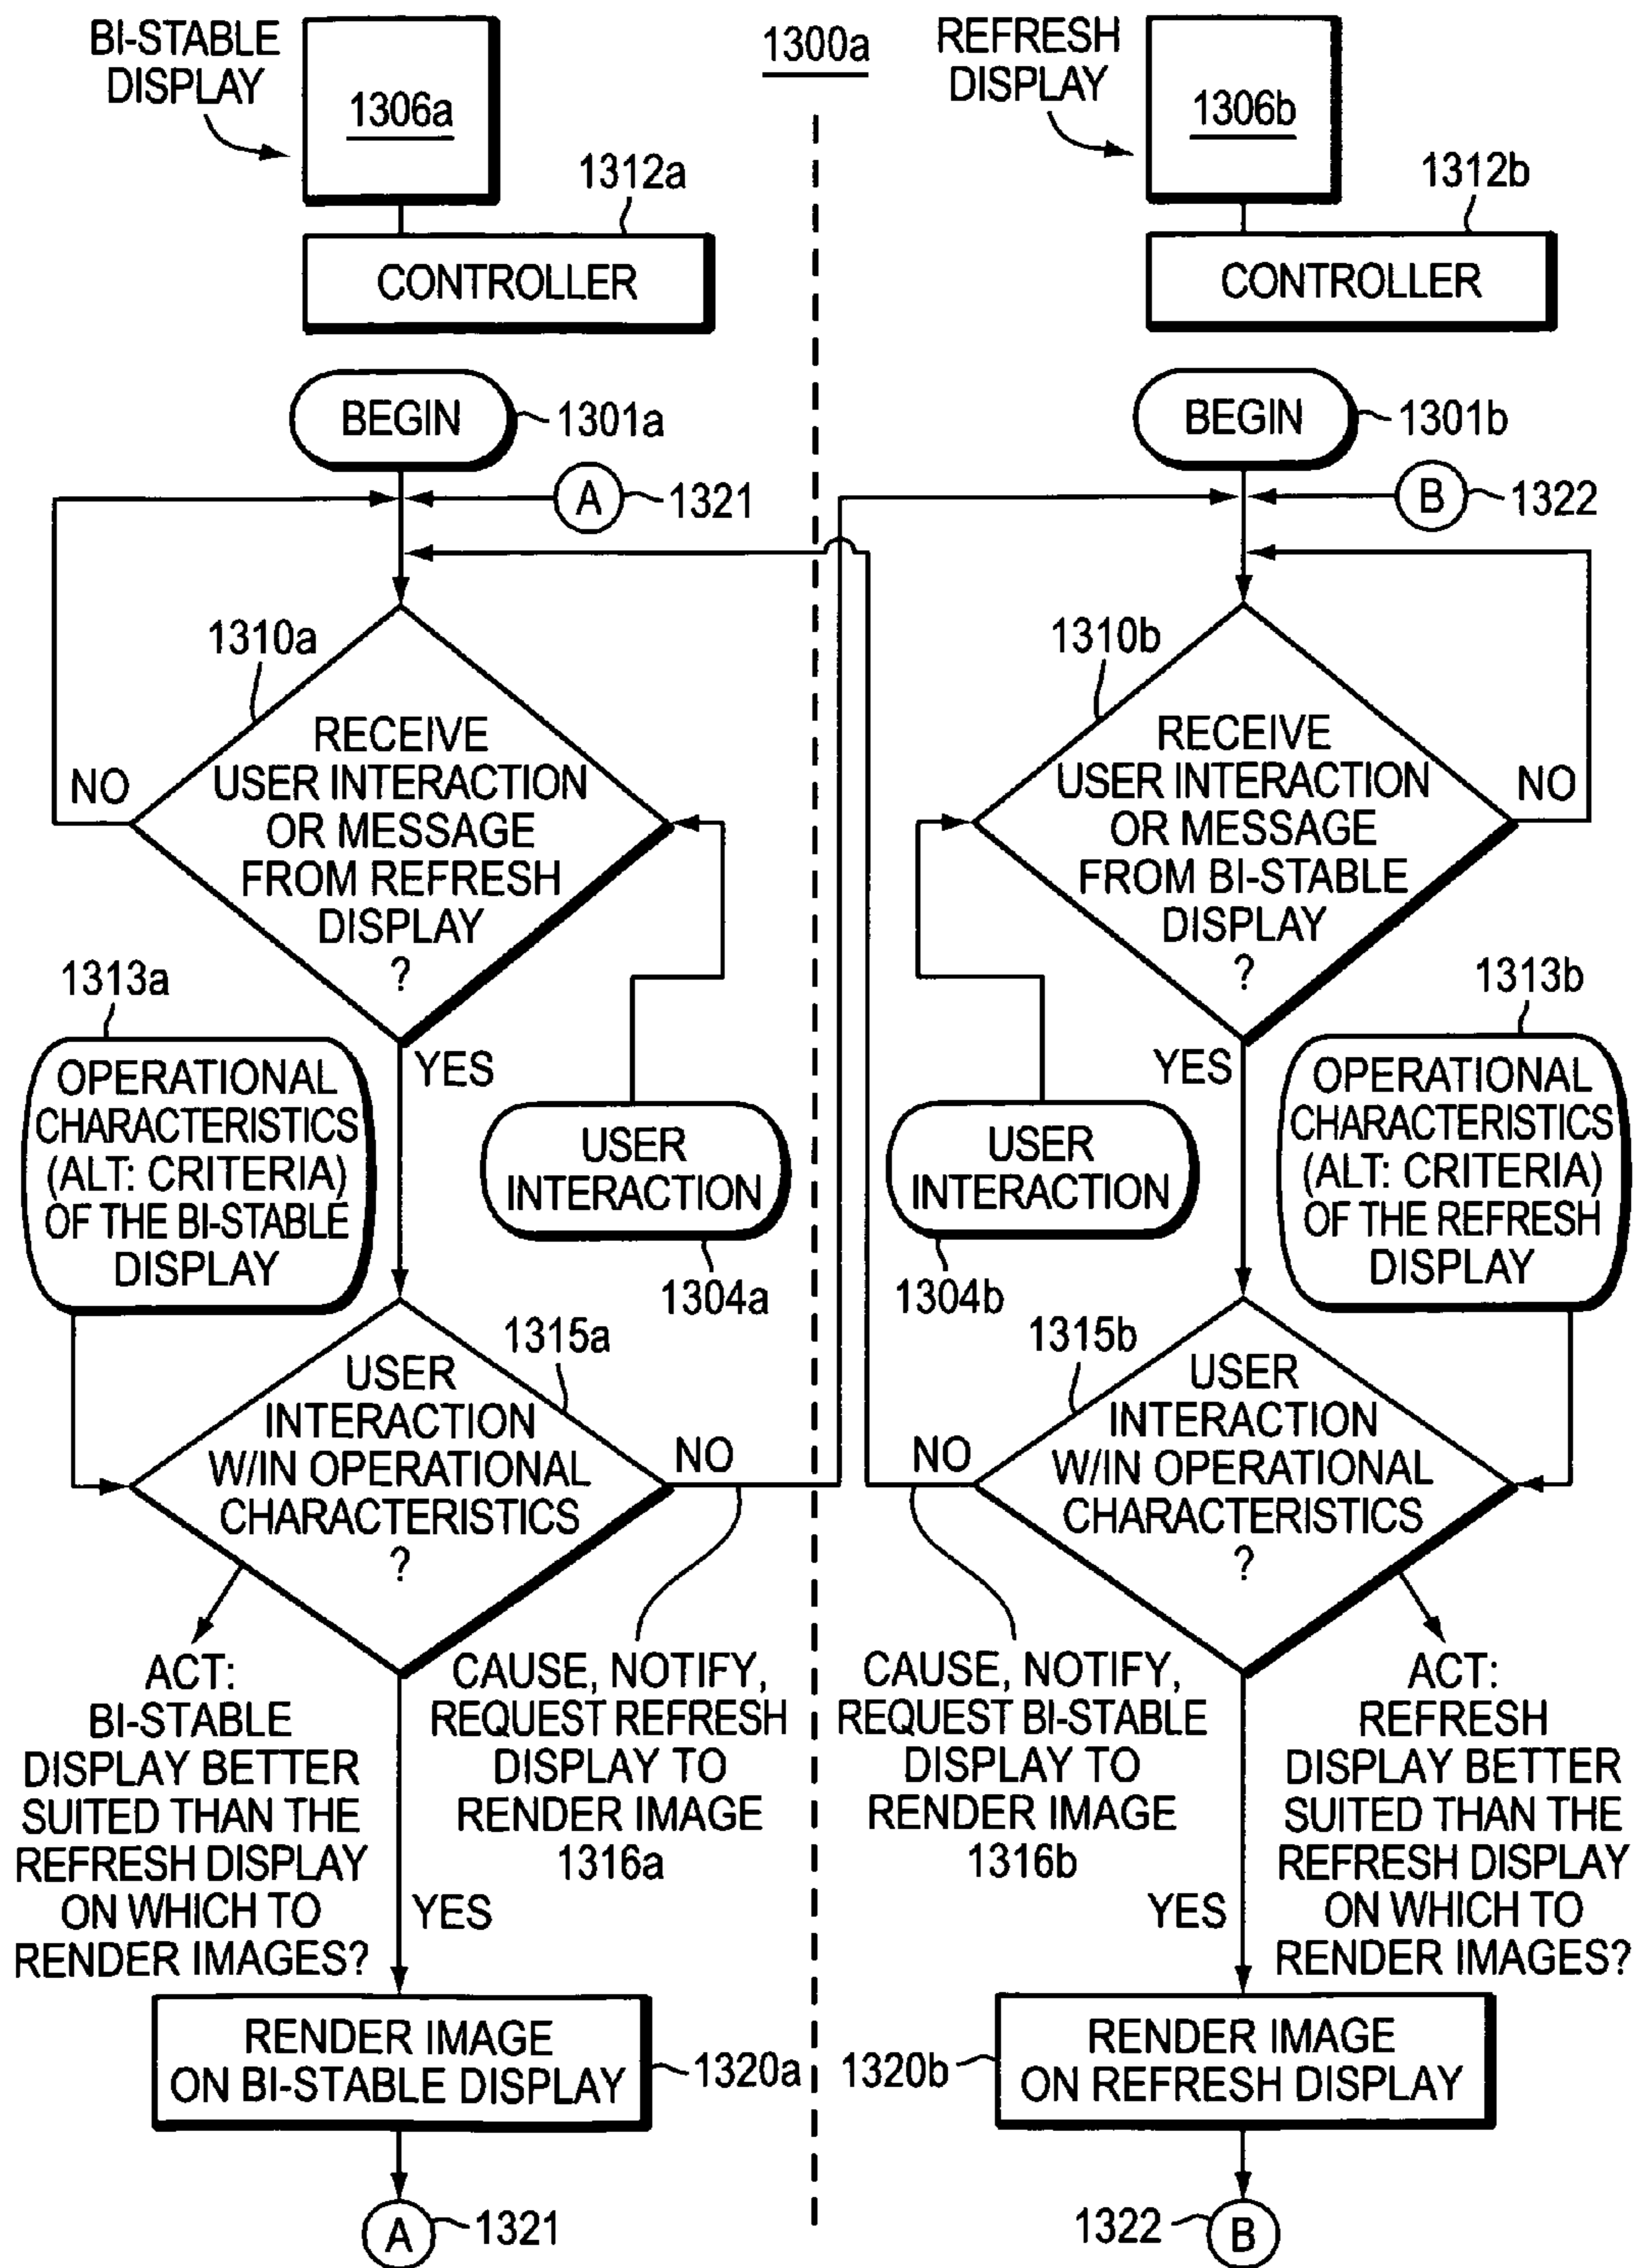 1300a
BI-STABLE
DISPLAY
1306a
1312a
CONTROLLER
BEGIN
1301a
A
1321
1310a
RECEIVE
USER INTERACTION
OR MESSAGE
FROM REFRESH
DISPLAY
?
NO
YES
1313a
OPERATIONAL
CHARACTERISTICS
(ALT: CRITERIA)
OF THE BI-STABLE
DISPLAY
USER
INTERACTION
1304a
1315a
USER
INTERACTION
W/IN OPERATIONAL
CHARACTERISTICS
?
NO
ACT:
BI-STABLE
DISPLAY BETTER
SUITED THAN THE
REFRESH DISPLAY
ON WHICH TO
RENDER IMAGES?
CAUSE, NOTIFY,
REQUEST REFRESH
DISPLAY TO
RENDER IMAGE
1316a
YES
RENDER IMAGE
ON BI-STABLE DISPLAY
1320a
A
1321
REFRESH
DISPLAY
1306b
1312b
CONTROLLER
BEGIN
1301b
B
1322
1310b
RECEIVE
USER INTERACTION
OR MESSAGE
FROM BI-STABLE
DISPLAY
?
NO
YES
1313b
OPERATIONAL
CHARACTERISTICS
(ALT: CRITERIA)
OF THE REFRESH
DISPLAY
USER
INTERACTION
1304b
1315b
USER
INTERACTION
W/IN OPERATIONAL
CHARACTERISTICS
?
NO
CAUSE, NOTIFY,
REQUEST BI-STABLE
DISPLAY TO
RENDER IMAGE
1316b
ACT:
REFRESH
DISPLAY BETTER
SUITED THAN THE
REFRESH DISPLAY
ON WHICH TO
RENDER IMAGES?
YES
RENDER IMAGE
ON REFRESH DISPLAY
1320b
1322
B